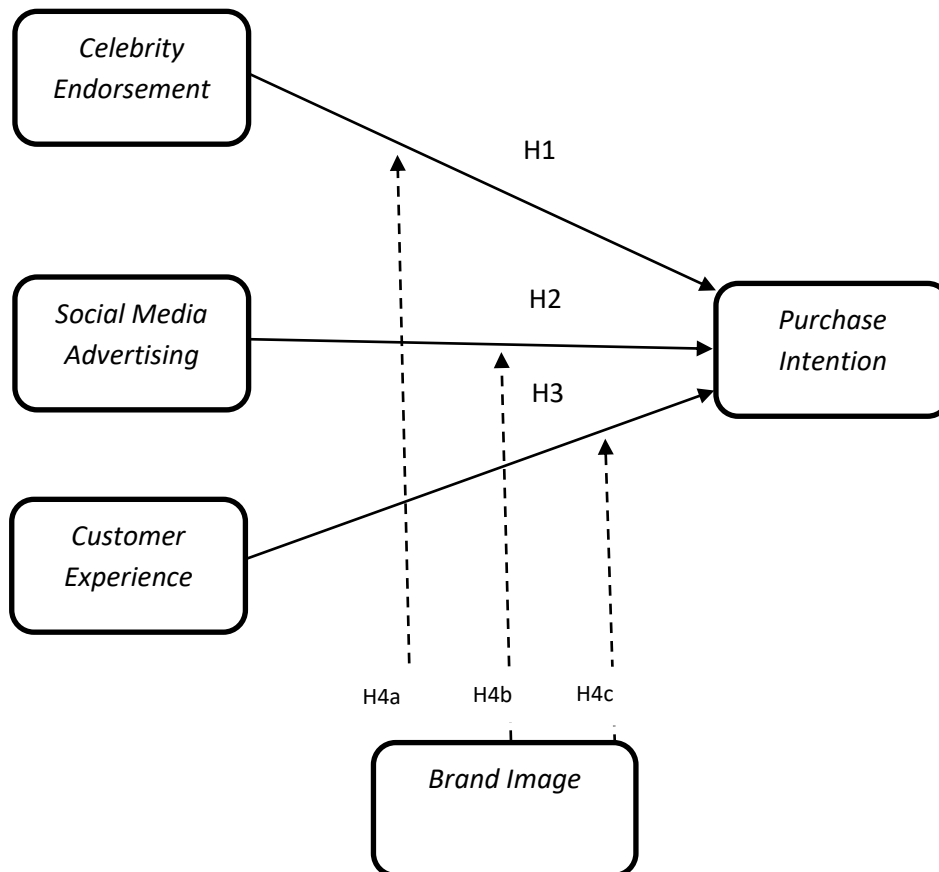 Celebrity
Endorsement
H1
Social Media
Advertising
H2
Purchase
Intention
H3
Customer
Experience
H4a
H4b
H4c
Brand Image